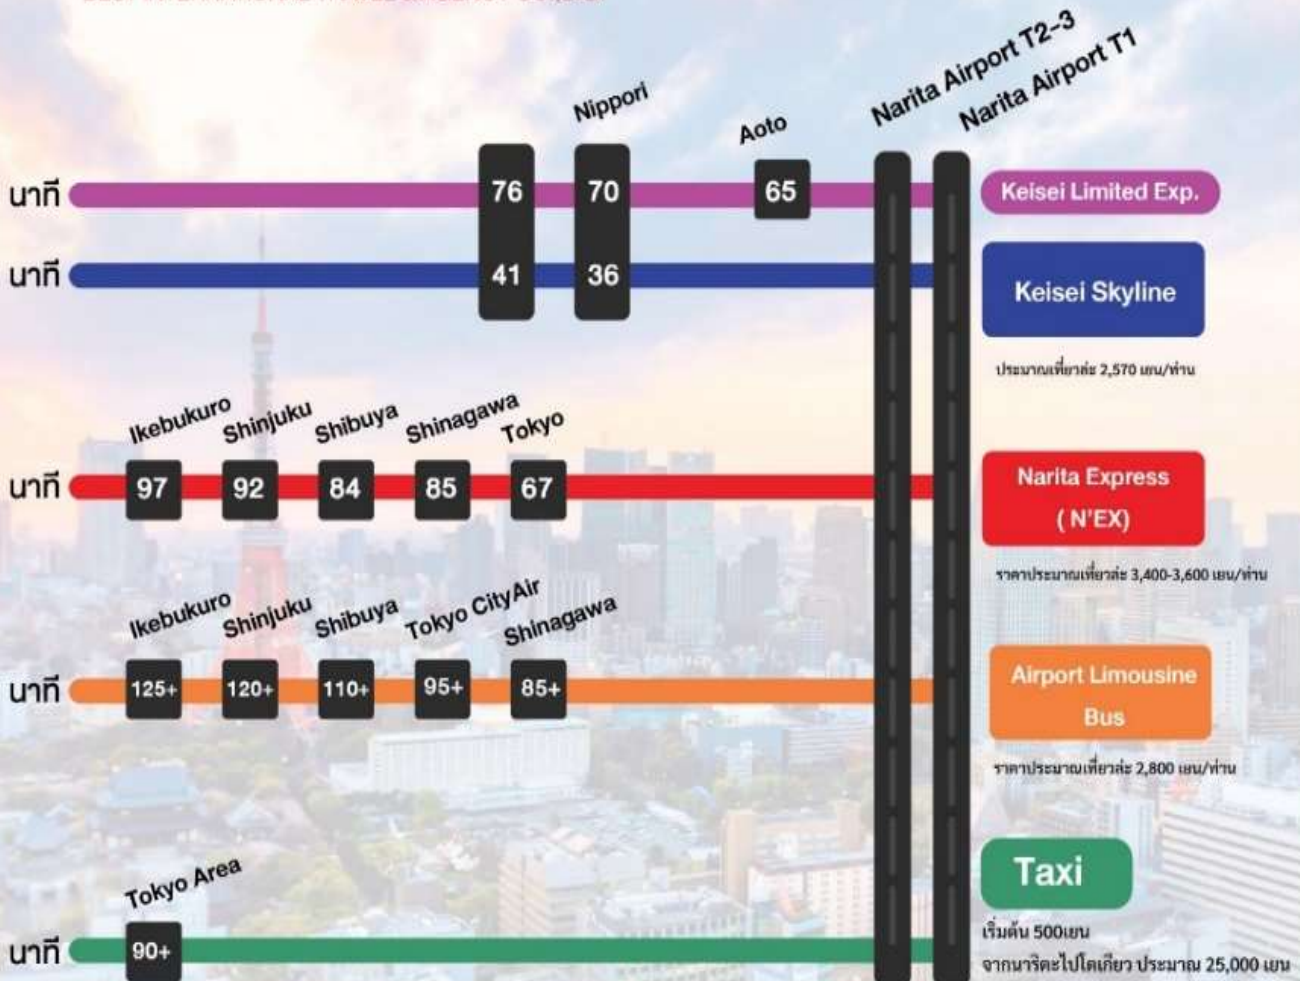 Narita Airport T2-3
Narita Airport T1
Nippori
Aoto
นาที
76
70
65
Keisei Limited Exp.
นาที
41
36
Keisei Skyline
ประมาณเที่ยวล่ะ 2,570 เยน/ท่าน
Ikebukuro
Shinjuku
Shibuya
Shinagawa
Tokyo
นาที
97
92
84
85
67
Narita Express
( N'EX)
ราคาประมาณเที่ยวล่ะ 3,400-3,600 เยน/ท่าน
Ikebukuro
Shinjuku
Shibuya
Tokyo CityAir
Shinagawa
นาที
125+
120+
110+
95+
85+
Airport Limousine
Bus
ราคาประมาณเที่ยวล่ะ 2,800 เยน/ท่าน
Tokyo Area
นาที
90+
Taxi
เริ่มต้น 500เยน
จากนาริตะไปโตเกียว ประมาณ 25,000 เยน